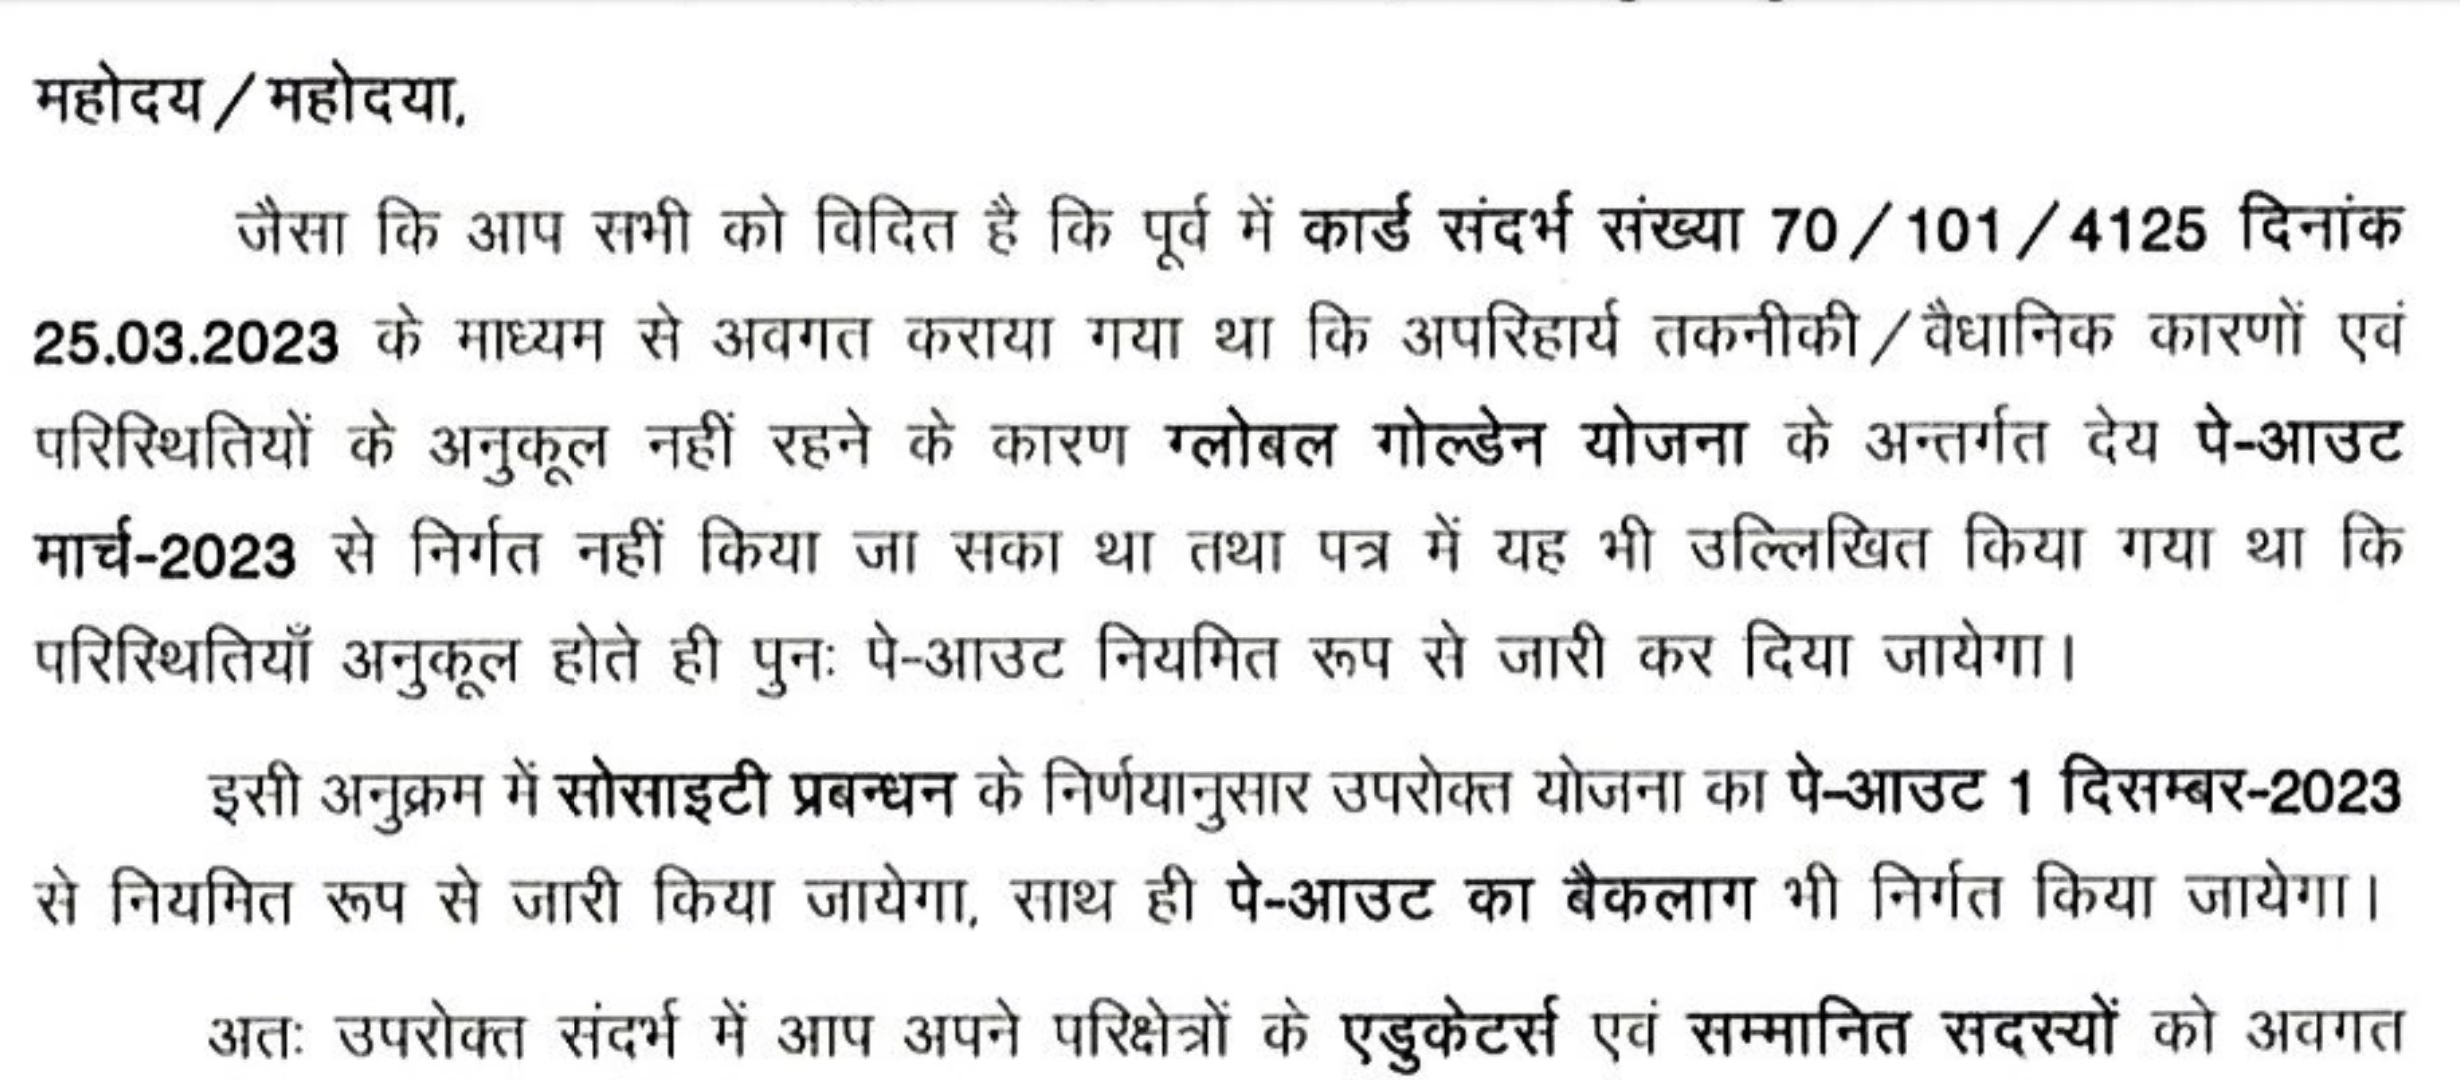 महोदय/महोदया,
जैसा कि आप सभी को विदित है कि पूर्व में कार्ड संदर्भ संख्या 70/101/4125 दिनांक
25.03.2023 के माध्यम से अवगत कराया गया था कि अपरिहार्य तकनीकी/वैधानिक कारणों एवं
परिस्थितियों के अनुकूल नहीं रहने के कारण ग्लोबल गोल्डेन योजना के अन्तर्गत देय पे-आउट
मार्च-2023 से निर्गत नहीं किया जा सका था तथा पत्र में यह भी उल्लिखित किया गया था कि
परिस्थितियाँ अनुकूल होते ही पुनः पे-आउट नियमित रूप से जारी कर दिया जायेगा।
इसी अनुक्रम में सोसाइटी प्रबन्धन के निर्णयानुसार उपरोक्त योजना का पे-आउट 1 दिसम्बर-2023
से नियमित रूप से जारी किया जायेगा, साथ ही पे-आउट का बैकलाग भी निर्गत किया जायेगा।
अतः उपरोक्त संदर्भ में आप अपने परिक्षेत्रों के एडुकेटर्स एवं सम्मानित सदस्यों को अवगत